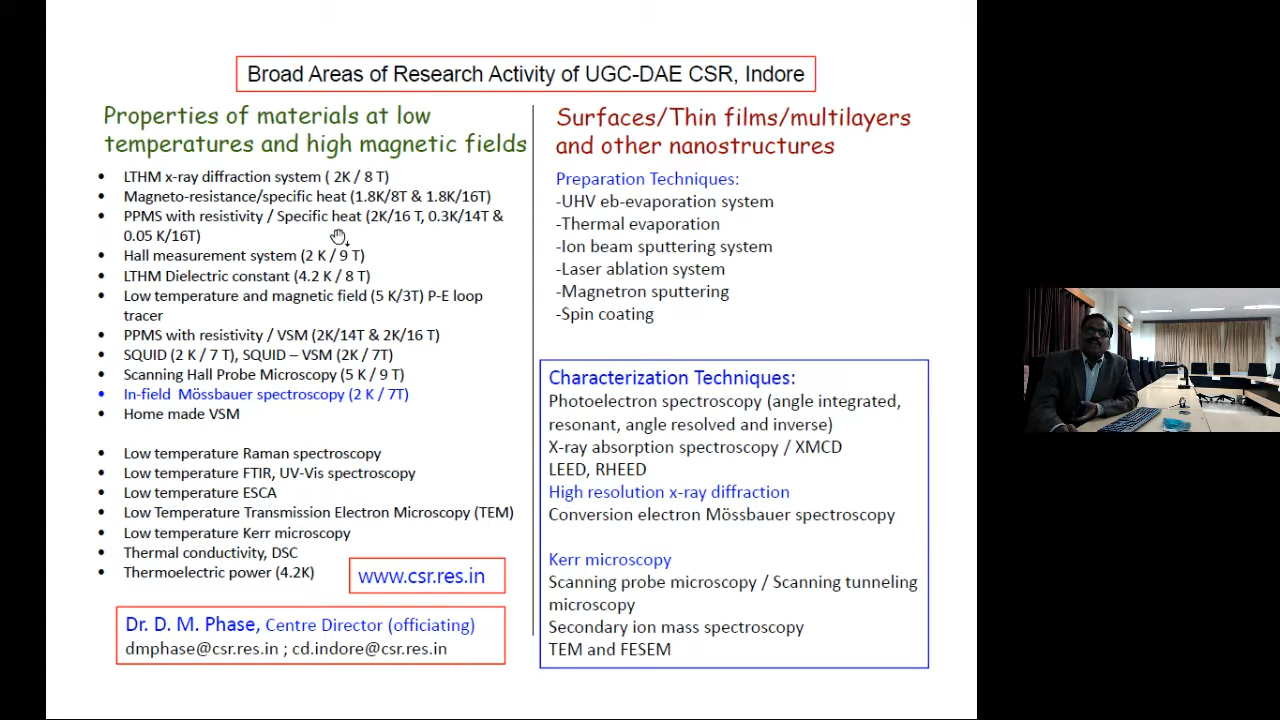 Broad Areas of Research Activity of UGC-DAE CSR, Indore
Properties of materials at low
temperatures and high magnetic fields
• LTHM x-ray diffraction system ( 2K / 8 T)
• Magneto-resistance/specific heat (1.8K/8T & 1.8K/16T)
• PPMS with resistivity / Specific heat (2K/16 T, 0.3K/14T &
0.05 K/16T)
• Hall measurement system (2 K / 9 T)
• LTHM Dielectric constant (4.2 K / 8 T)
• Low temperature and magnetic field (5 K/3T) P-E loop
tracer
• PPMS with resistivity / VSM (2K/14T & 2K/16 T)
• SQUID (2 K / 7 T), SQUID – VSM (2K / 7T)
• Scanning Hall Probe Microscopy (5 K / 9 T)
• In-field Mössbauer spectroscopy (2 K / 7T)
• Home made VSM
• Low temperature Raman spectroscopy
• Low temperature FTIR, UV-Vis spectroscopy
• Low temperature ESCA
• Low Temperature Transmission Electron Microscopy (TEM)
• Low temperature Kerr microscopy
• Thermal conductivity, DSC
• Thermoelectric power (4.2K)
www.csr.res.in
Dr. D. M. Phase, Centre Director (officiating)
dmphase@csr.res.in ; cd.indore@csr.res.in
Surfaces/Thin films/multilayers
and other nanostructures
Preparation Techniques:
-UHV eb-evaporation system
-Thermal evaporation
-Ion beam sputtering system
-Laser ablation system
-Magnetron sputtering
-Spin coating
Characterization Techniques:
Photoelectron spectroscopy (angle integrated,
resonant, angle resolved and inverse)
X-ray absorption spectroscopy / XMCD
LEED, RHEED
High resolution x-ray diffraction
Conversion electron Mössbauer spectroscopy
Kerr microscopy
Scanning probe microscopy / Scanning tunneling
microscopy
Secondary ion mass spectroscopy
TEM and FESEM